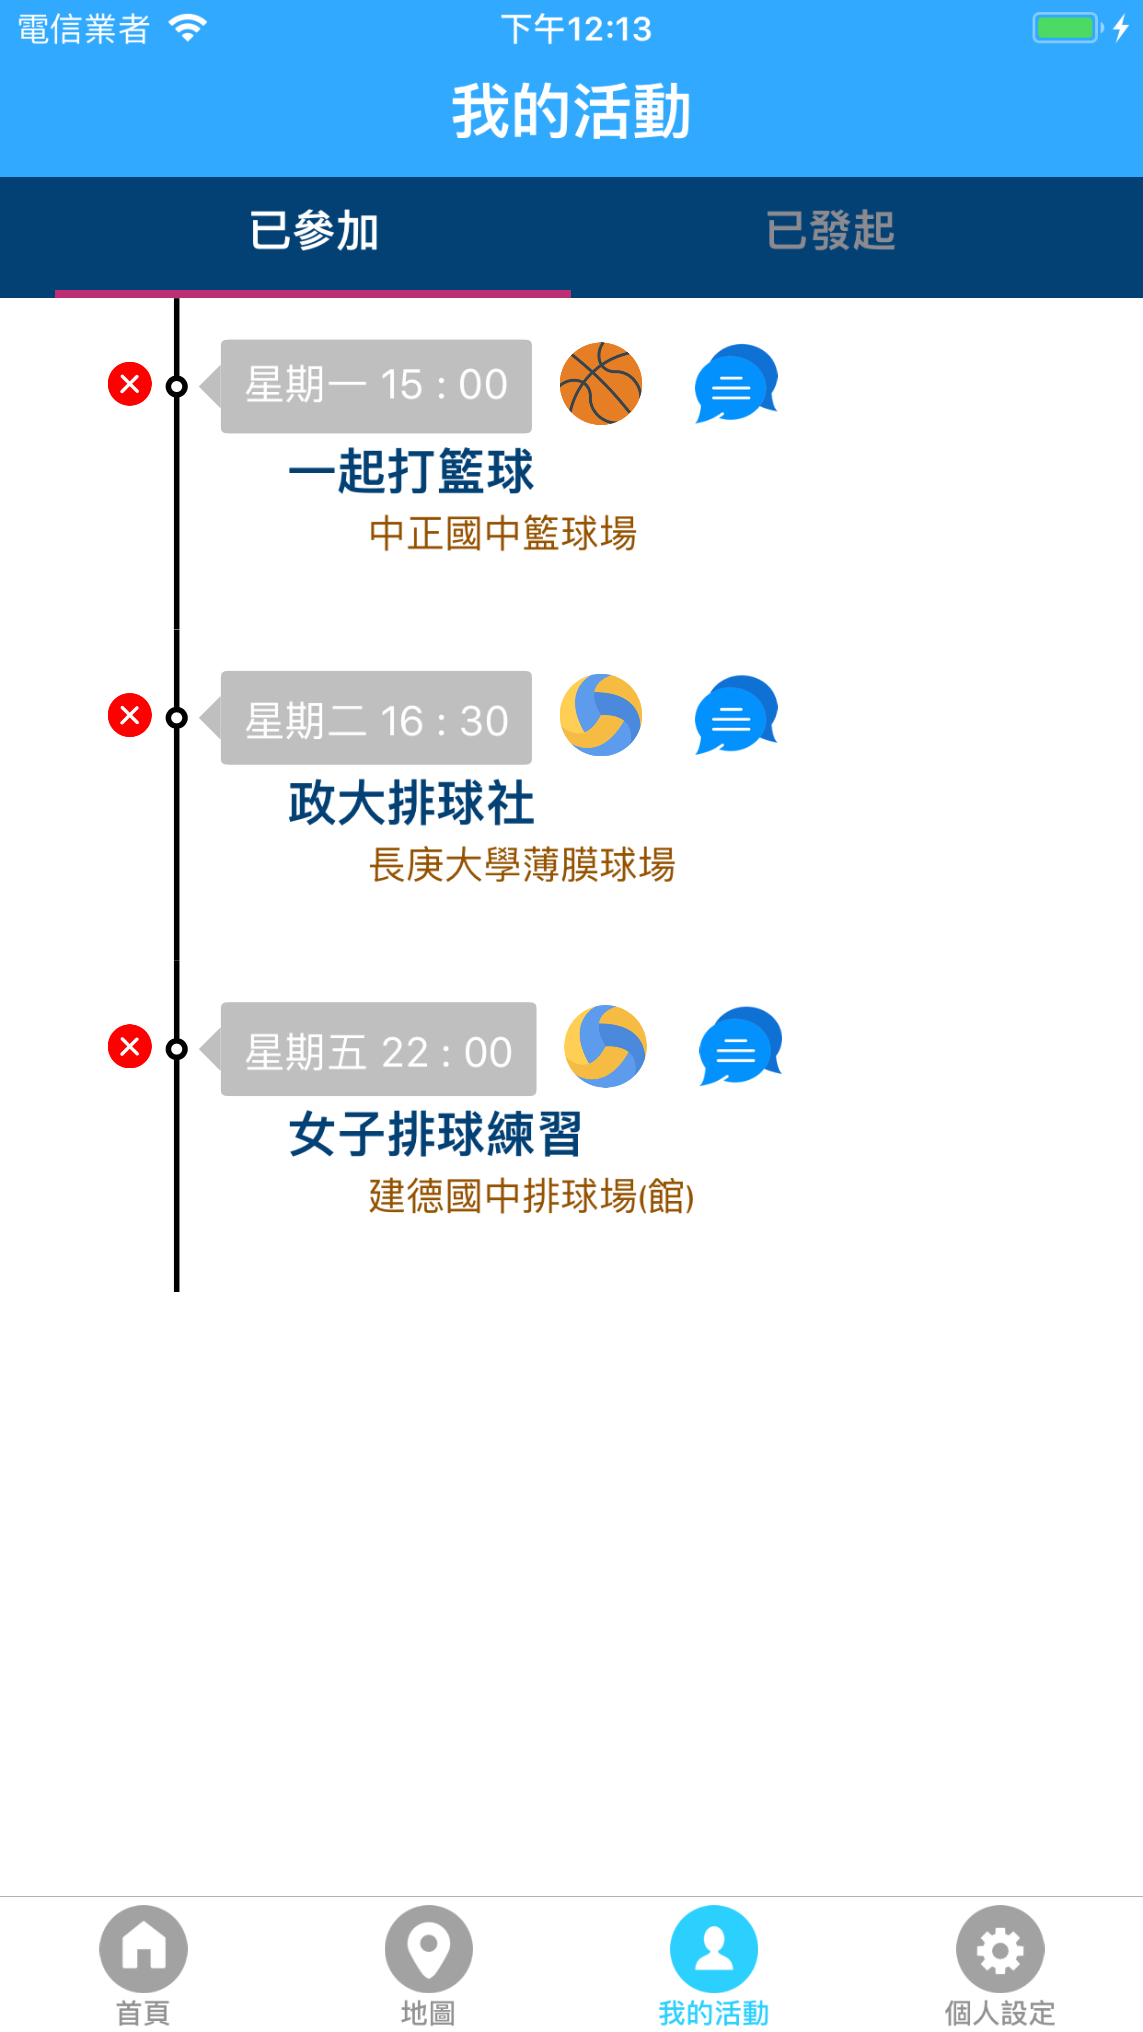 電信業者 下午12:13
我的活動
已參加 已發起
星期一 15 : 00
一起打籃球
中正國中籃球場
星期二 16 : 30
政大排球社
長庚大學薄膜球場
星期五 22 : 00
女子排球練習
建德國中排球場(館)
首頁 地圖 我的活動 個人設定